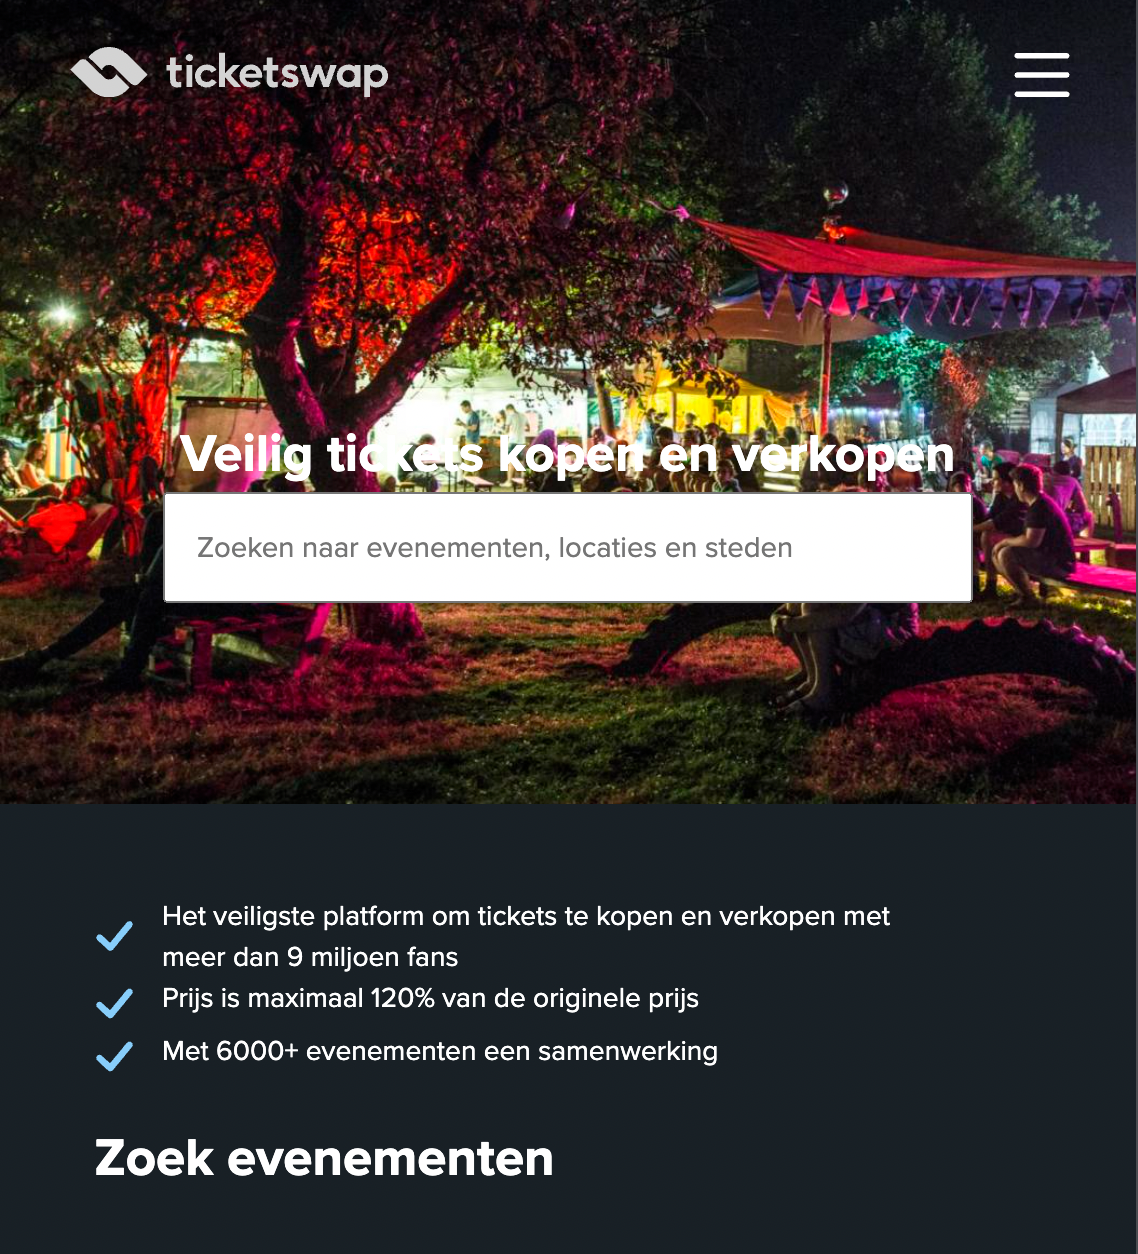 ticketswap
Veilig tickets kopen en verkopen
Zoeken naar evenementen, locaties en steden
Het veiligste platform om tickets te kopen en verkopen met
meer dan 9 miljoen fans
Prijs is maximaal 120% van de originele prijs
Met 6000+ evenementen een samenwerking
Zoek evenementen